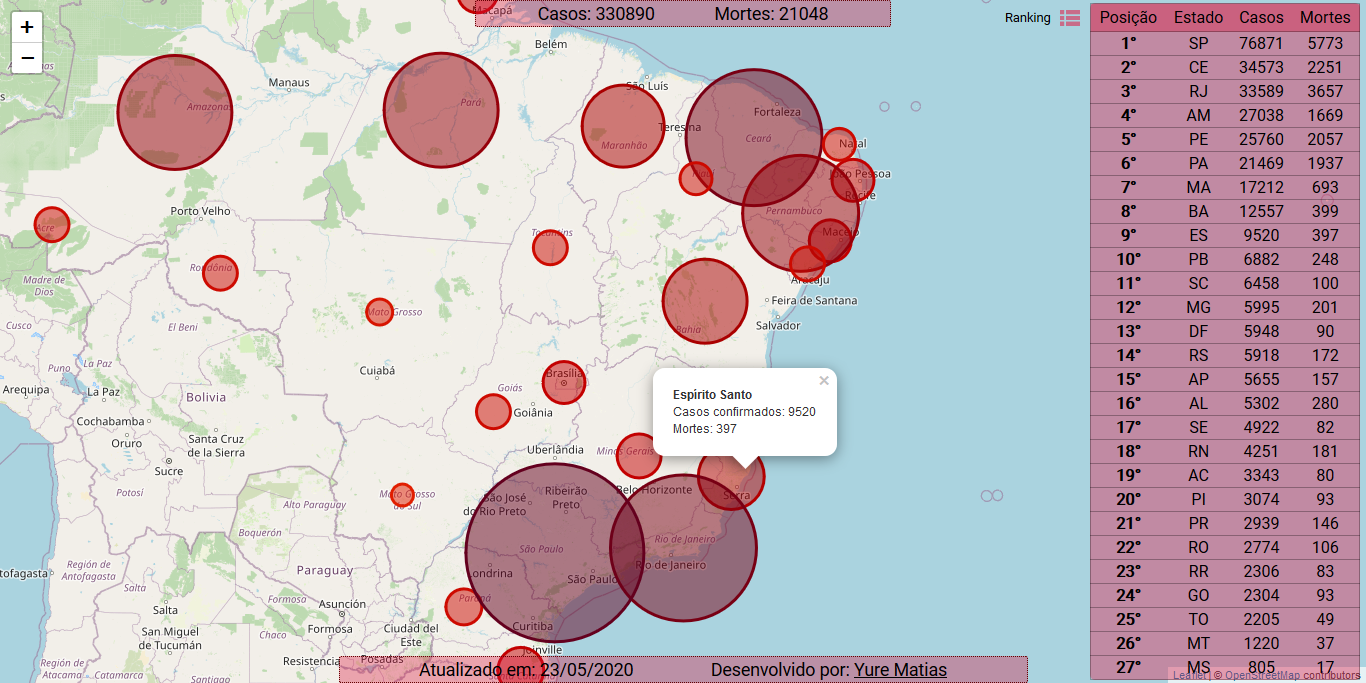 Macapá
Casos: 330890 Mortes: 21048
Ranking
Posição Estado Casos Mortes
1° SP 76871 5773
2° CE 34573 2251
3° RJ 33589 3657
4° AM 27038 1669
5° PE 25760 2057
6° PA 21469 1937
7° MA 17212 693
8° BA 12557 399
9° ES 9520 397
10° PB 6882 248
11° SC 6458 100
12° MG 5995 201
13° DF 5948 90
14° RS 5918 172
15° AP 5655 157
16° AL 5302 280
17° SE 4922 82
18° RN 4251 181
19° AC 3343 80
20° PI 3074 93
21° PR 2939 146
22° RO 2774 106
23° RR 2306 83
24° GO 2304 93
25° TO 2205 49
26° MT 1220 37
27° MS 805 17
+
−
Belém
Manaus
São Luís
Amazonas
Pará
Fortaleza
Teresina
Ceará
Maranhão
Natal
Piauí
João Pessoa
Recife
Porto Velho
Pernambuco
Acre
Tocantins
Maceió
Rondônia
Aracaju
Madre de
Dios
Feira de Santana
Mato Grosso
Cusco
El Beni
Bahia
Salvador
Puno
La Paz
Cuiabá
Brasília
Arequipa
La Paz
Goiás
Bolivia
Goiânia
Espírito Santo
×
Casos confirmados: 9520
Mortes: 397
Cochabamba
Oruro
Santa Cruz
de la Sierra
Uberlândia
Minas Gerais
Sucre
Belo Horizonte
Serra
Potosí
Mato Grosso
do Sul
São José
do Rio Preto
Ribeirão
Preto
Alto Paraguay
Boquerón
São Paulo
Rio de Janeiro
Rio de Janeiro
Región de
Antofagasta
Paraguay
Londrina
São Paulo
Antofagasta
Salta
Formosa
Asunción
Paraná
Salta
San Miguel
de Tucumán
Chaco
Formosa
Ciudad del
Este
Curitiba
Joinville
Región de
Atacama
Catamarca
Santiago
Resistencia
Posadas
Atualizado em: 23/05/2020 Desenvolvido por: Yure Matias
Leaflet | © OpenStreetMap contributors